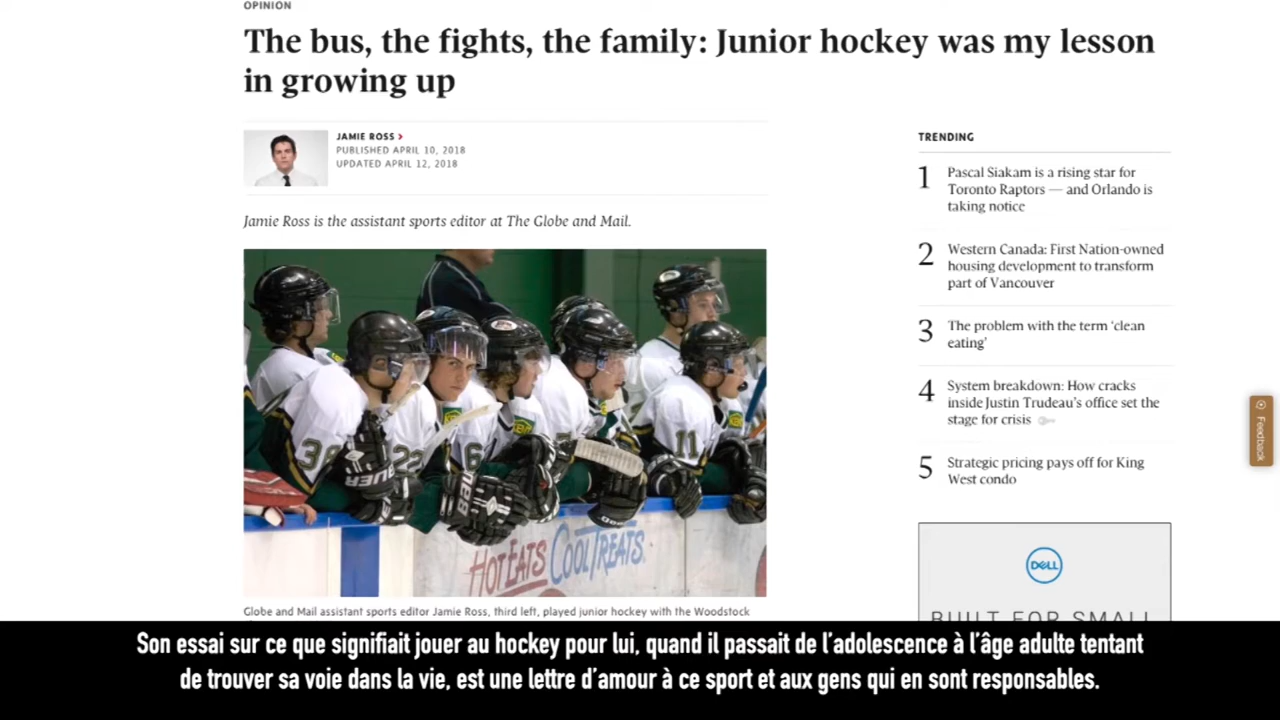 OPINION
The bus, the fights, the family: Junior hockey was my lesson
in growing up
JAMIE ROSS >
PUBLISHED APRIL 10, 2018
UPDATED APRIL 12, 2018
Jamie Ross is the assistant sports editor at The Globe and Mail.
38
22
6
11
BAUER
HOT EATS COOL TREATS.
Globe and Mail assistant sports editor Jamie Ross, third left, played junior hockey with the Woodstock
TRENDING
1 Pascal Siakam is a rising star for
Toronto Raptors — and Orlando is
taking notice
2 Western Canada: First Nation-owned
housing development to transform
part of Vancouver
3 The problem with the term ‘clean
eating’
4 System breakdown: How cracks
inside Justin Trudeau’s office set the
stage for crisis
5 Strategic pricing pays off for King
West condo
DELL
BUILT FOR SMALL
Feedback
Son essai sur ce que signifiait jouer au hockey pour lui, quand il passait de l’adolescence à l’âge adulte tentant
de trouver sa voie dans la vie, est une lettre d’amour à ce sport et aux gens qui en sont responsables.